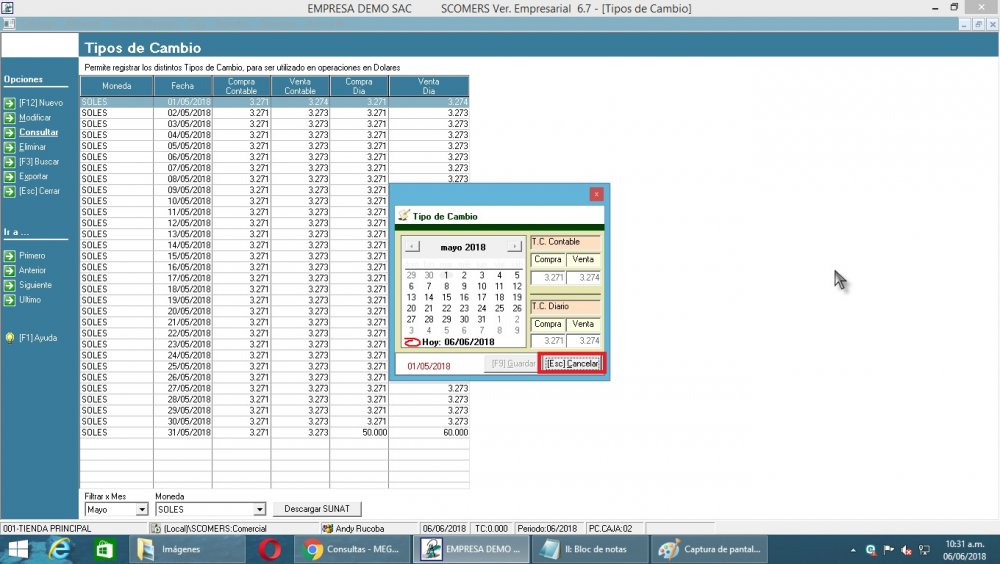 EMPRESA DEMO SAC SCOMERS Ver. Empresarial 6.7 - [Tipos de Cambio]
Tipos de Cambio
Permite registrar los distintos Tipos de Cambio, para ser utilizado en operaciones en Dolares
Opciones
[F12] Nuevo
Modificar
Consultar
Eliminar
[F3] Buscar
Exportar
[Esc] Cerrar
Ir a ...
Primero
Anterior
Siguiente
Ultimo
[F1] Ayuda
Moneda Fecha Compra Contable Venta Contable Compra Dia Venta Dia
SOLES 01/05/2018 3.271 3.274 3.271 3.274
SOLES 02/05/2018 3.271 3.273 3.271 3.273
SOLES 03/05/2018 3.271 3.273 3.271 3.273
SOLES 04/05/2018 3.271 3.273 3.271 3.273
SOLES 05/05/2018 3.271 3.273 3.271 3.273
SOLES 06/05/2018 3.271 3.273 3.271 3.273
SOLES 07/05/2018 3.271 3.273 3.271 3.273
SOLES 08/05/2018 3.271 3.273 3.271 3.273
SOLES 09/05/2018 3.271 3.273 3.271
SOLES 10/05/2018 3.271 3.273 3.271
SOLES 11/05/2018 3.271 3.273 3.271
SOLES 12/05/2018 3.271 3.273 3.271
SOLES 13/05/2018 3.271 3.273 3.271
SOLES 14/05/2018 3.271 3.273 3.271
SOLES 15/05/2018 3.271 3.273 3.271
SOLES 16/05/2018 3.271 3.273 3.271
SOLES 17/05/2018 3.271 3.273 3.271
SOLES 18/05/2018 3.271 3.273 3.271
SOLES 19/05/2018 3.271 3.273 3.271
SOLES 20/05/2018 3.271 3.273 3.271
SOLES 21/05/2018 3.271 3.273 3.271
SOLES 22/05/2018 3.271 3.273 3.271
SOLES 23/05/2018 3.271 3.273 3.271
SOLES 24/05/2018 3.271 3.273 3.271
SOLES 25/05/2018 3.271 3.273 3.271
SOLES 26/05/2018 3.271 3.273 3.271
SOLES 27/05/2018 3.271 3.273 3.271 3.273
SOLES 28/05/2018 3.271 3.273 3.271 3.273
SOLES 29/05/2018 3.271 3.273 3.271 3.273
SOLES 30/05/2018 3.271 3.273 3.271 3.273
SOLES 31/05/2018 3.271 3.273 50.000 60.000
Tipo de Cambio
mayo 2018
29 30 1 2 3 4 5
6 7 8 9 10 11 12
13 14 15 16 17 18 19
20 21 22 23 24 25 26
27 28 29 30 31 1 2
3 4 5 6 7 8 9
Hoy: 06/06/2018
T.C. Contable
Compra Venta
3.271 3.274
T.C. Diario
Compra Venta
3.271 3.274
01/05/2018 [F9] Guardar [Esc] Cancelar
Filtrar x Mes Moneda
Mayo SOLES Descargar SUNAT
001-TIENDA PRINCIPAL (Local)\SCOMERS:Comercial Andy Rucoba 06/06/2018 TC:0.000 Periodo:06/2018 PC.CAJA:02
Imágenes Consultas - MEG... EMPRESA DEMO ... II: Bloc de notas Captura de pantal... 10:31 a.m.
06/06/2018